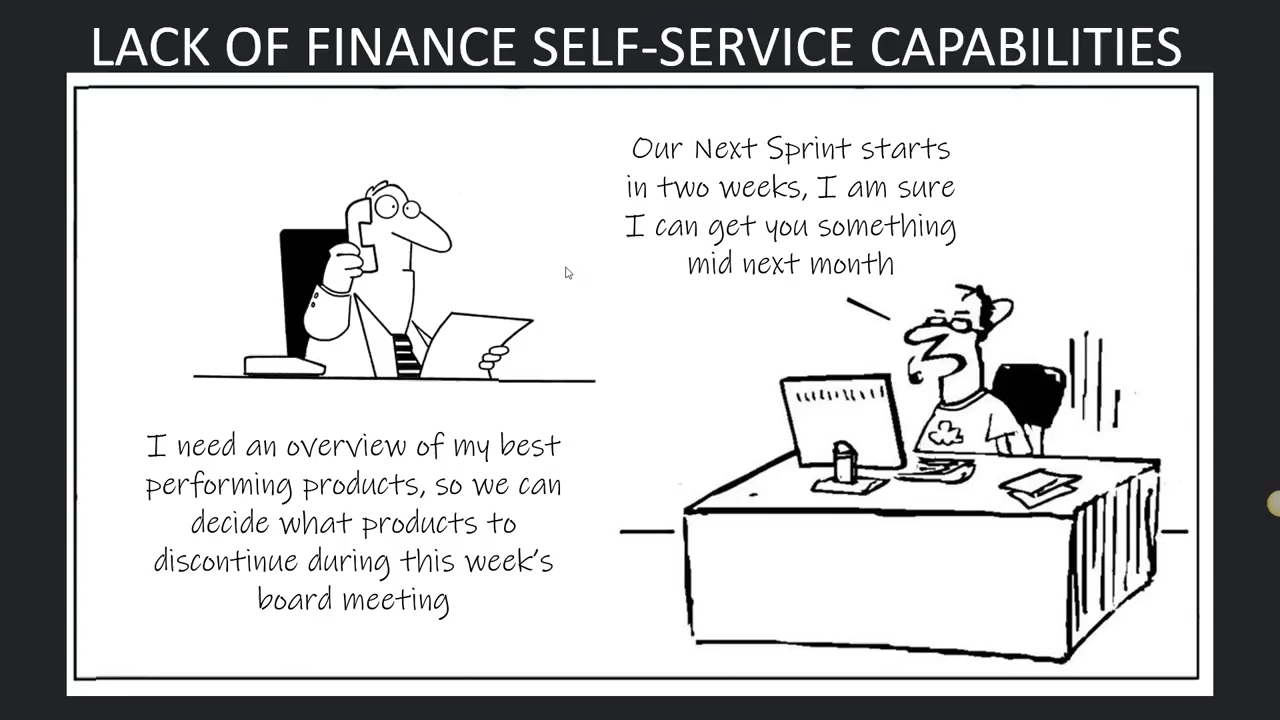 LACK OF FINANCE SELF-SERVICE CAPABILITIES
Our Next Sprint starts
in two weeks, I am sure
I can get you something
mid next month
I need an overview of my best
performing products, so we can
decide what products to
discontinue during this week's
board meeting